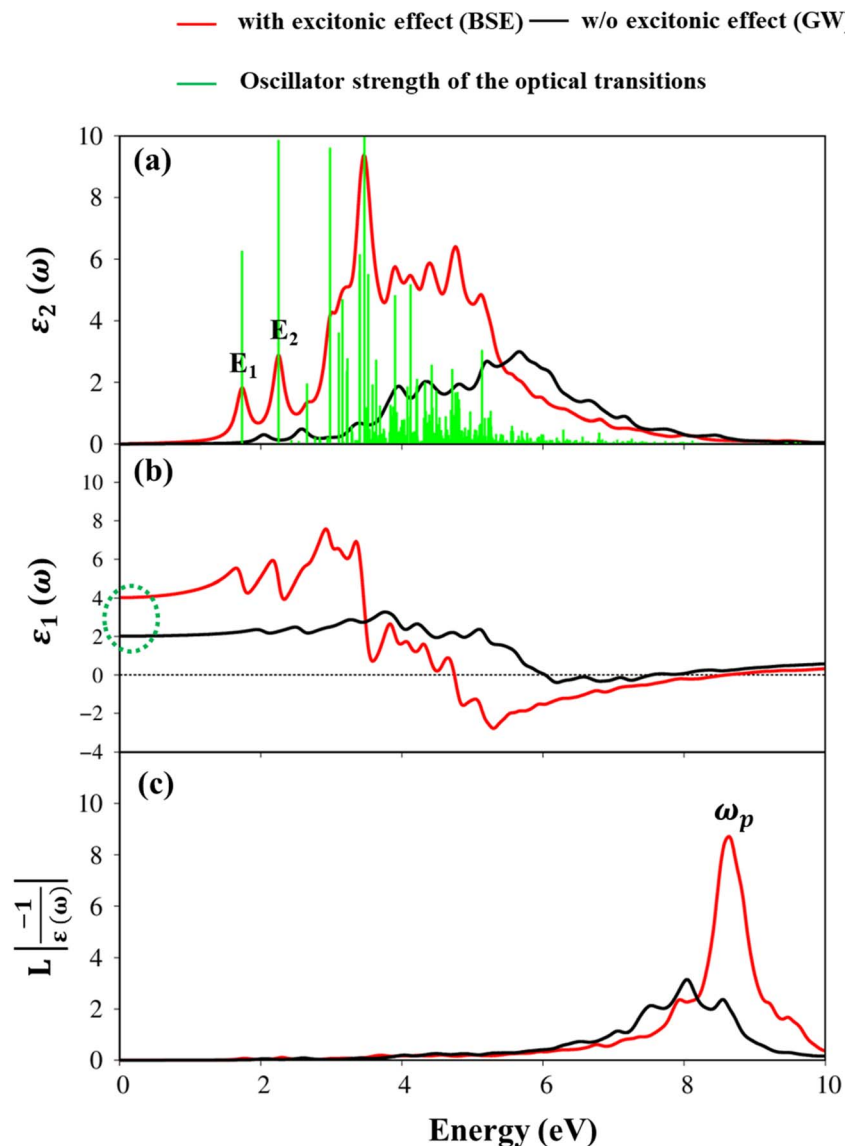 with excitonic effect (BSE) w/o excitonic effect (GW)
Oscillator strength of the optical transitions
(a)
10
8
6
4
2
0
ε₂ (ω)
E₁
E₂
(b)
10
8
6
4
2
0
−2
−4
ε₁ (ω)
(c)
10
8
6
4
2
0
L |−1/ε(ω)|
ωₚ
0 2 4 6 8 10
Energy (eV)